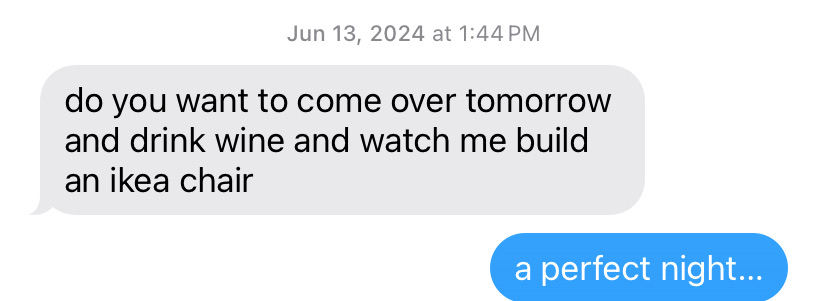 Jun 13, 2024 at 1:44 PM
do you want to come over tomorrow
and drink wine and watch me build
an ikea chair
a perfect night...